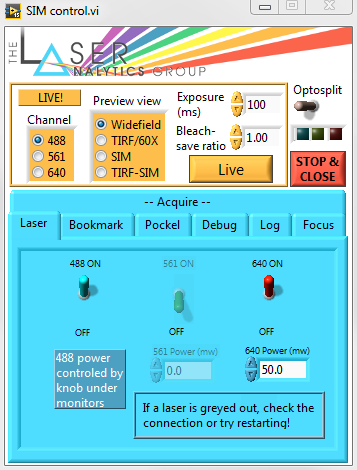 SIM control.vi
THE LASER
ANALYTICS GROUP
LIVE!
Channel
488
561
640
Preview view
Widefield
TIRF/60X
SIM
TIRF-SIM
Exposure
(ms)
100
Bleach-
save ratio
1.00
Live
Optosplit
STOP &
CLOSE
-- Acquire --
Laser Bookmark Pockel Debug Log Focus
488 ON 561 ON 640 ON
OFF OFF OFF
488 power
controled by
knob under
monitors
561 Power (mw)
0.0
640 Power (mw)
50.0
If a laser is greyed out, check the
connection or try restarting!